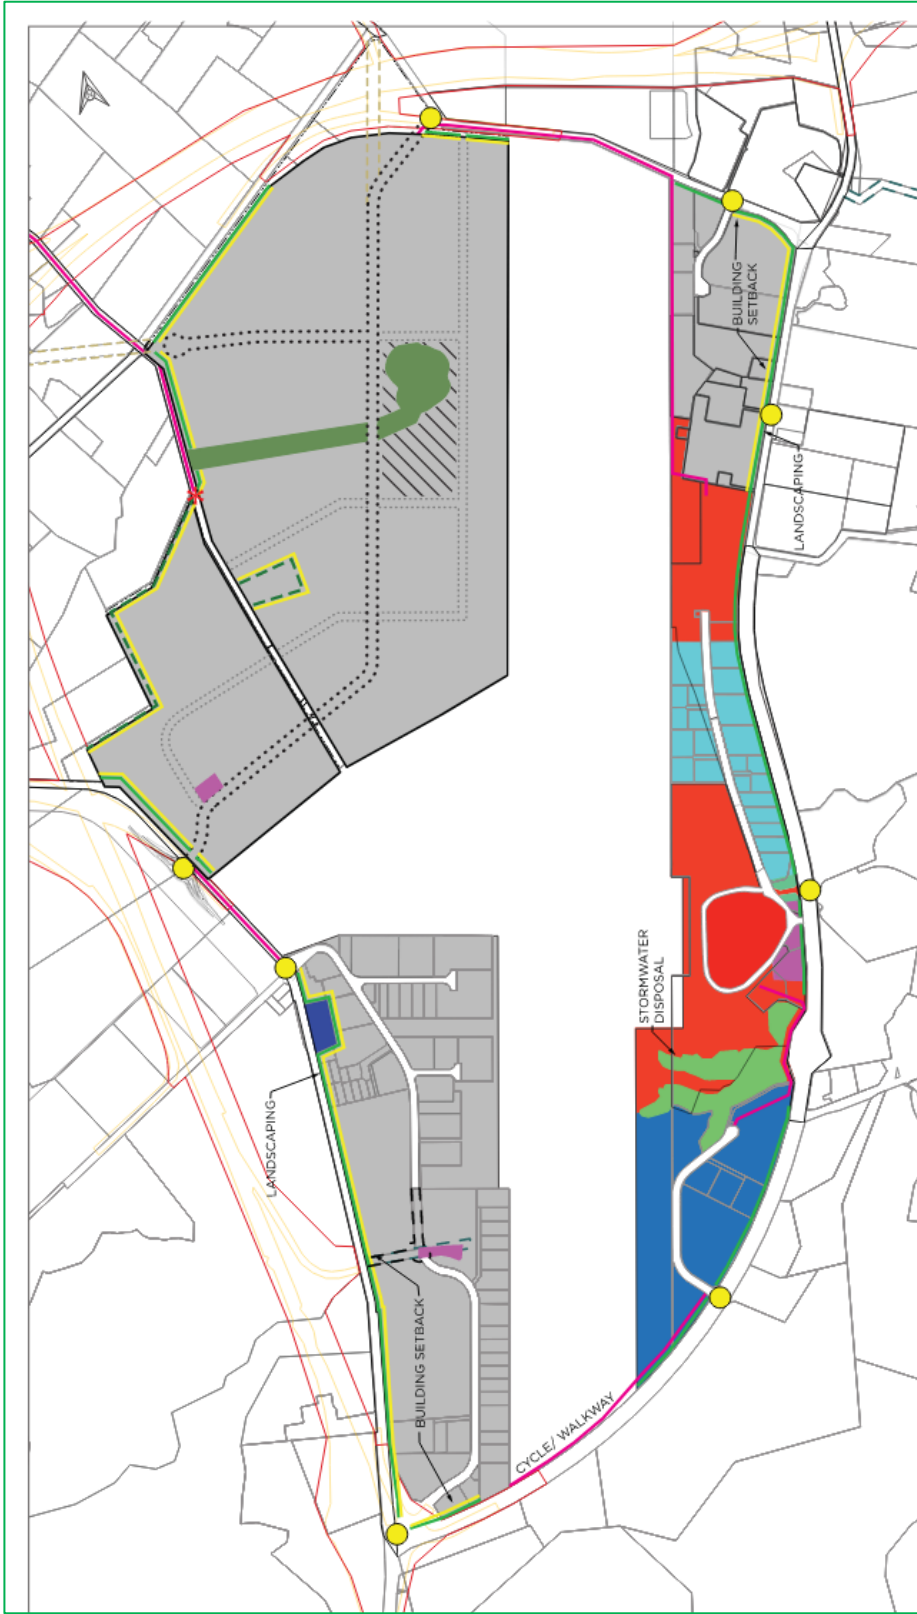 BUILDING
SETBACK
LANDSCAPING
STORMWATER
DISPOSAL
LANDSCAPING
BUILDING SETBACK
CYCLE/ WALKWAY